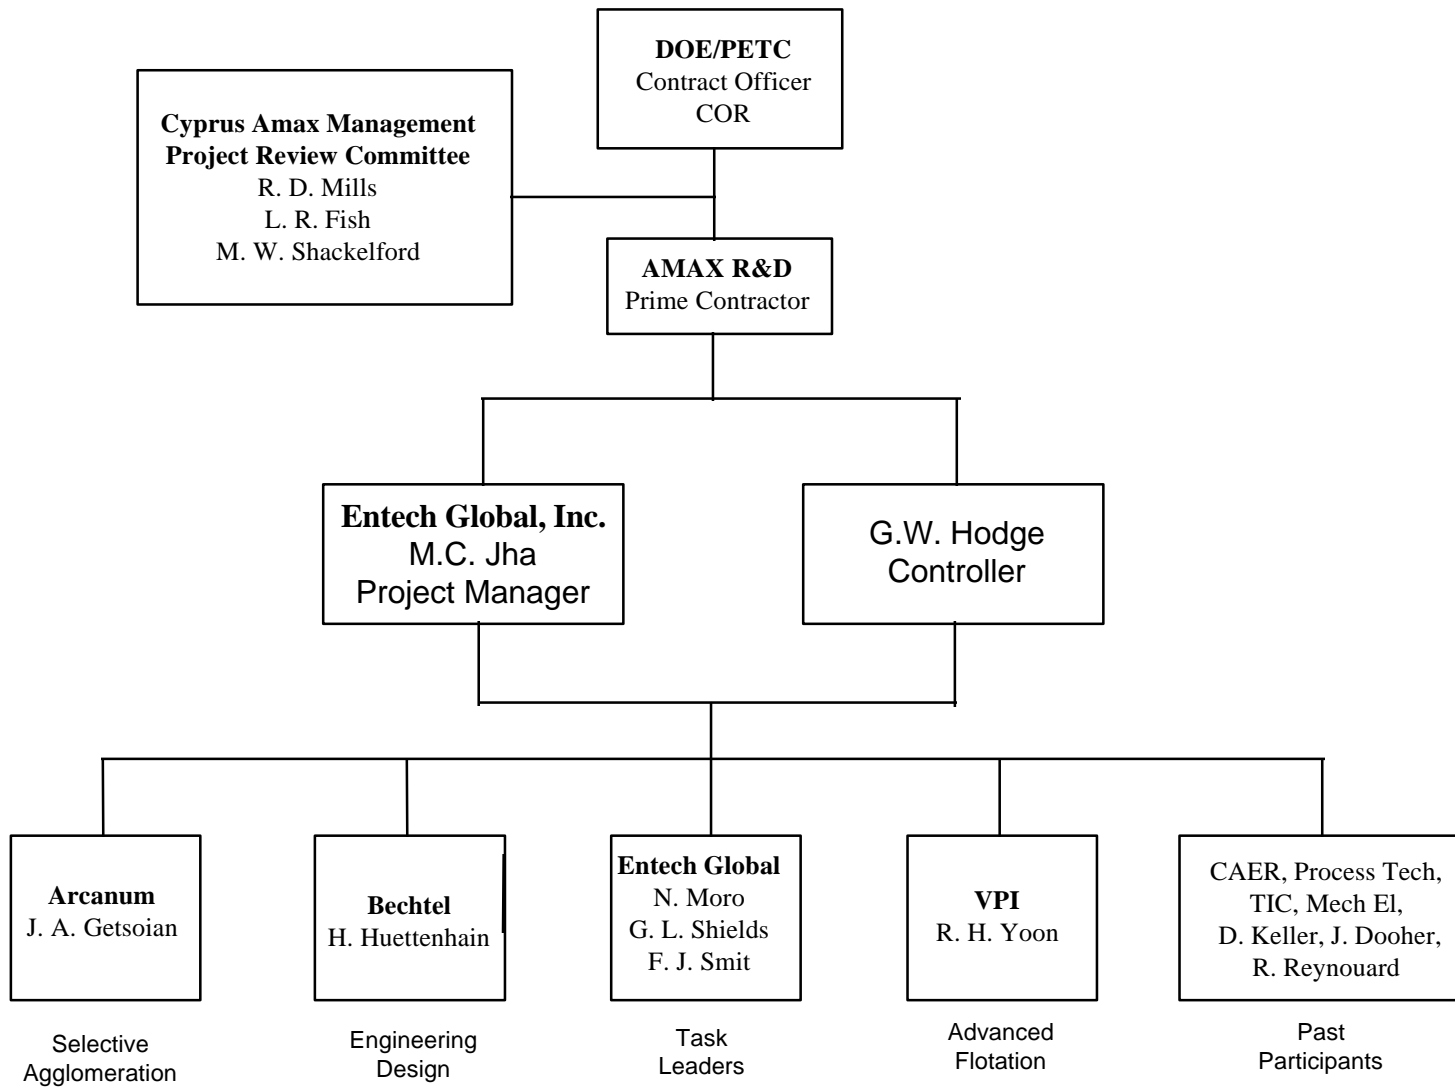 DOE/PETC
Contract Officer
COR
Cyprus Amax Management
Project Review Committee
R. D. Mills
L. R. Fish
M. W. Shackelford
AMAX R&D
Prime Contractor
Entech Global, Inc.
M.C. Jha
Project Manager
G.W. Hodge
Controller
Arcanum
J. A. Getsoian
Bechtel
H. Huettenhain
Entech Global
N. Moro
G. L. Shields
F. J. Smit
VPI
R. H. Yoon
CAER, Process Tech,
TIC, Mech El,
D. Keller, J. Dooher,
R. Reynouard
Selective
Agglomeration
Engineering
Design
Task
Leaders
Advanced
Flotation
Past
Participants